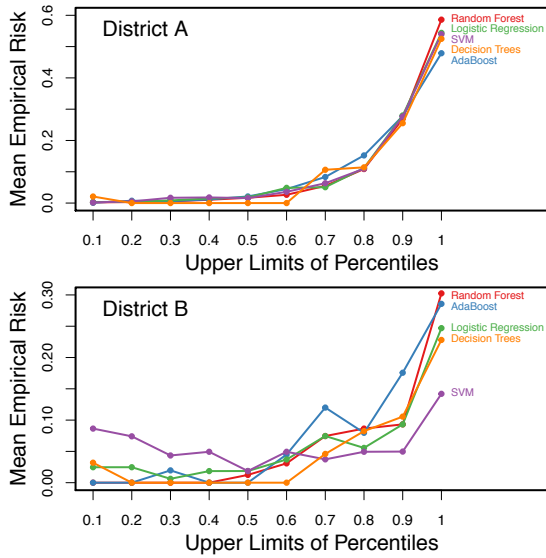 District A
Mean Empirical Risk
0.6
0.4
0.2
0.0
Random Forest
Logistic Regression
SVM
Decision Trees
AdaBoost
0.1 0.2 0.3 0.4 0.5 0.6 0.7 0.8 0.9 1
Upper Limits of Percentiles
District B
Mean Empirical Risk
0.30
0.20
0.10
0.00
Random Forest
AdaBoost
Logistic Regression
Decision Trees
SVM
0.1 0.2 0.3 0.4 0.5 0.6 0.7 0.8 0.9 1
Upper Limits of Percentiles